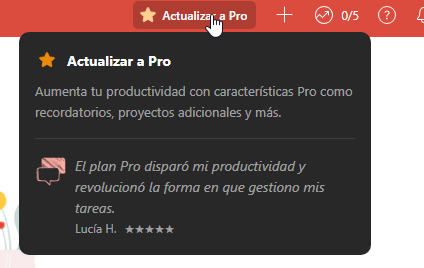 Actualizar a Pro
0/5
Actualizar a Pro
Aumenta tu productividad con características Pro como
recordatorios, proyectos adicionales y más.
El plan Pro disparó mi productividad y
revolucionó la forma en que gestiono mis
tareas.
Lucía H. ★★★★★